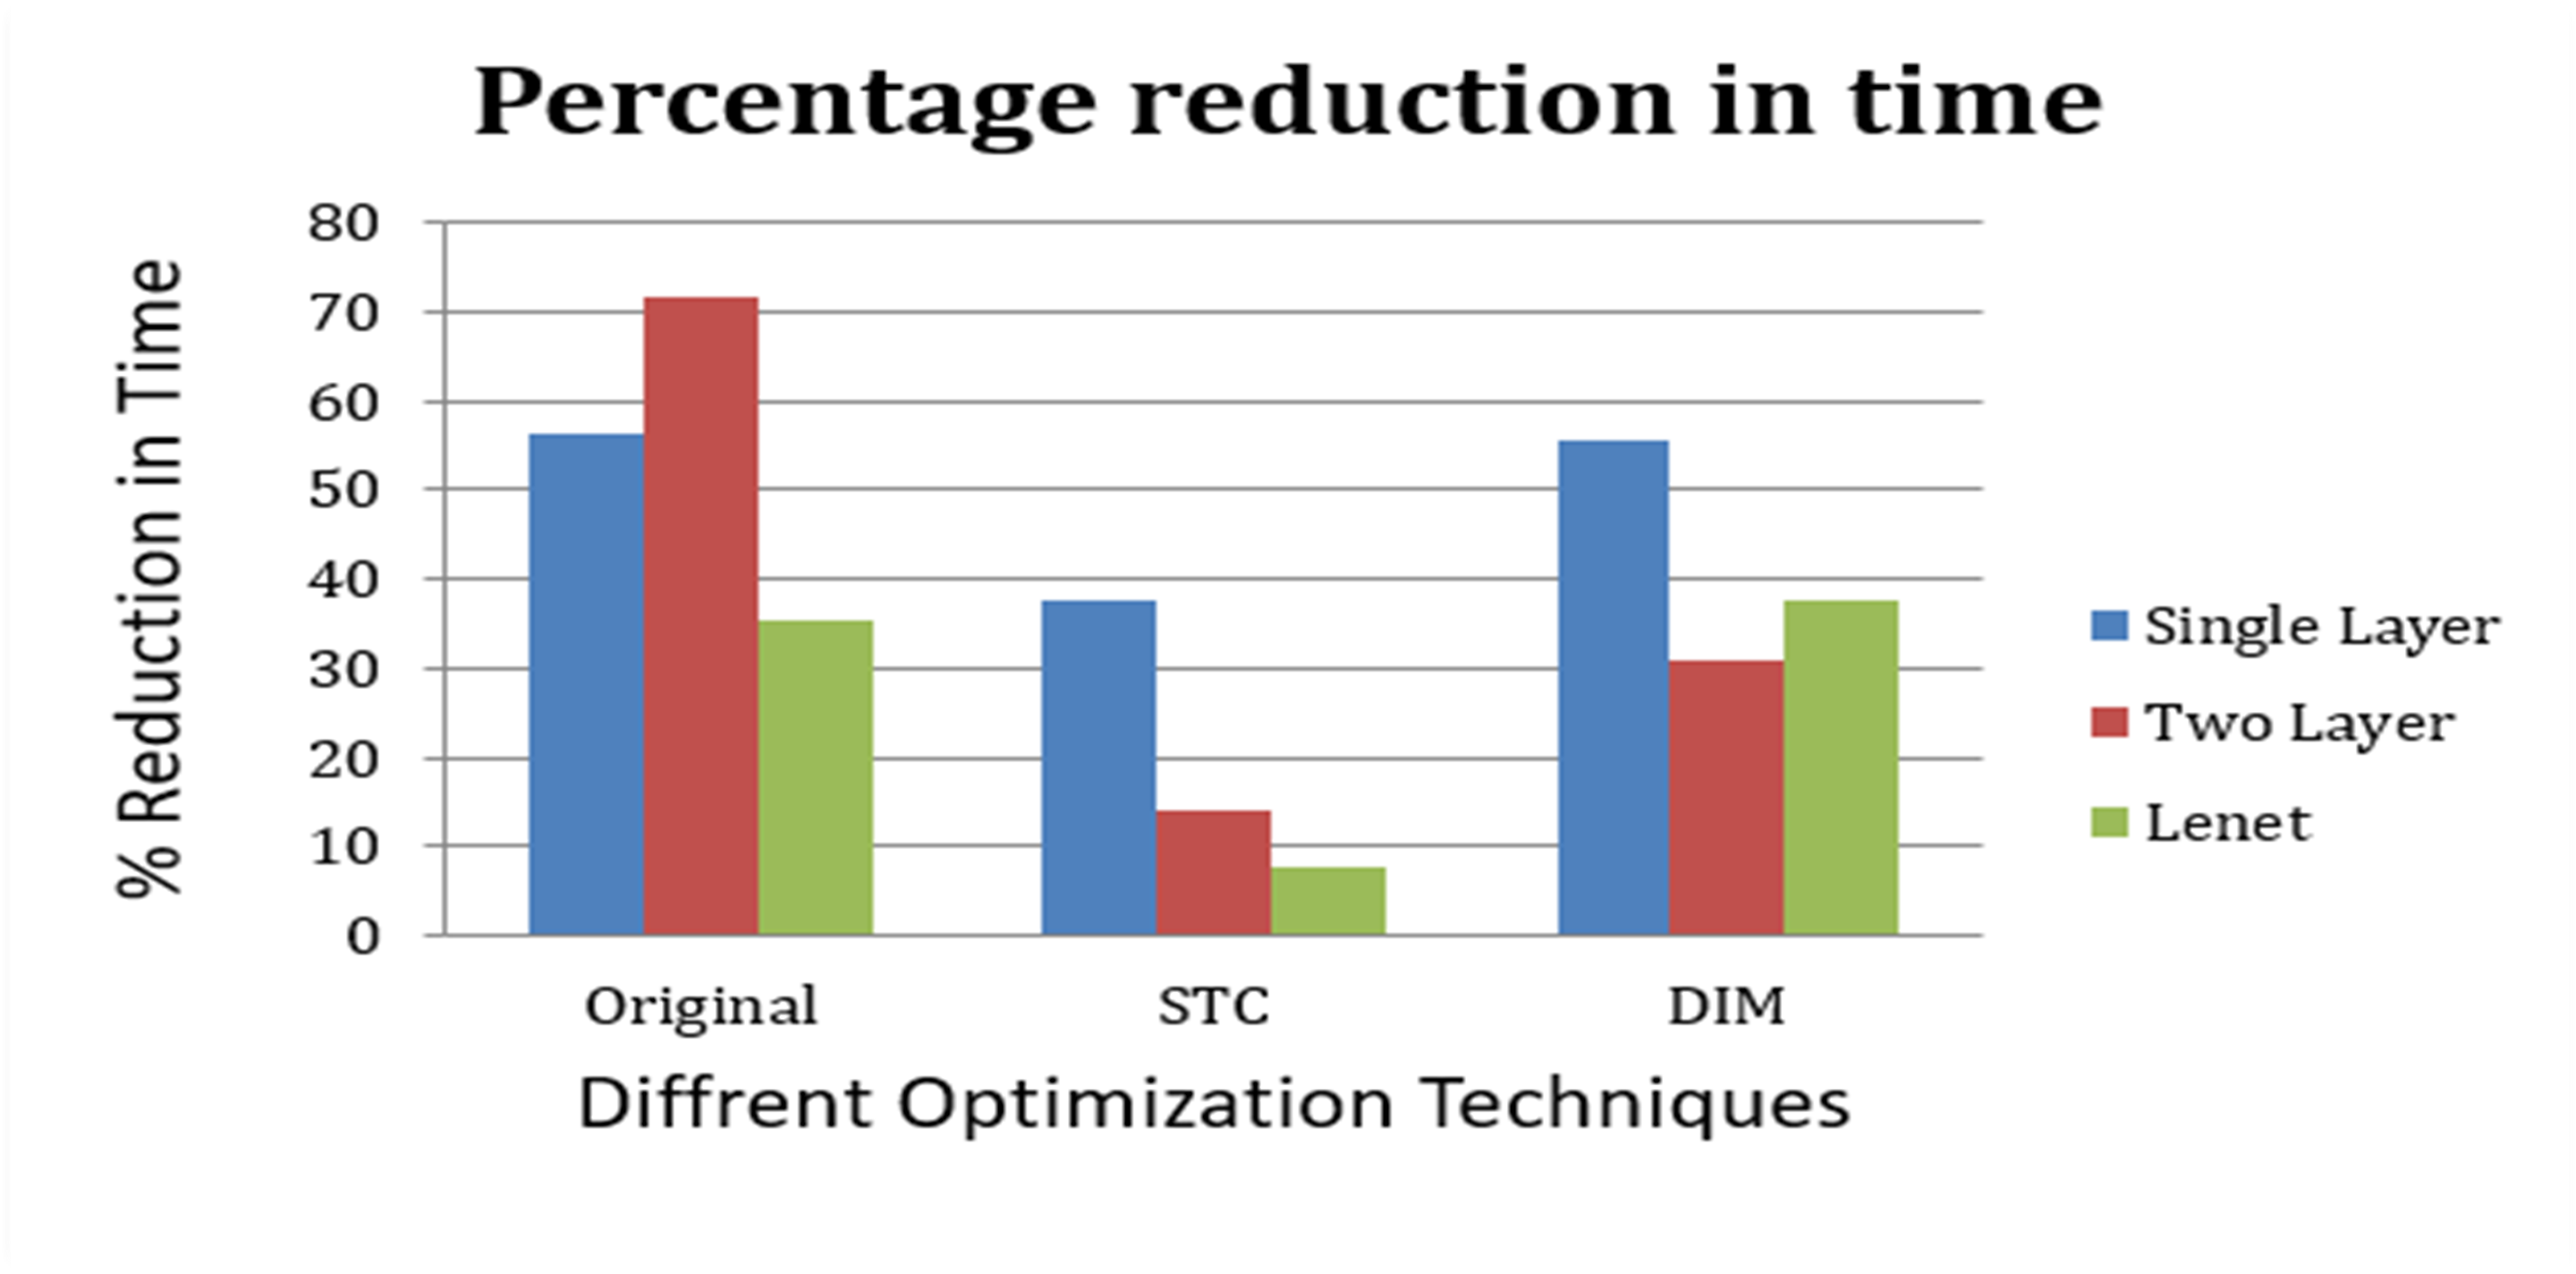 Percentage reduction in time
% Reduction in Time
80
70
60
50
40
30
20
10
0
Original STC DIM
Diffrent Optimization Techniques
Single Layer
Two Layer
Lenet